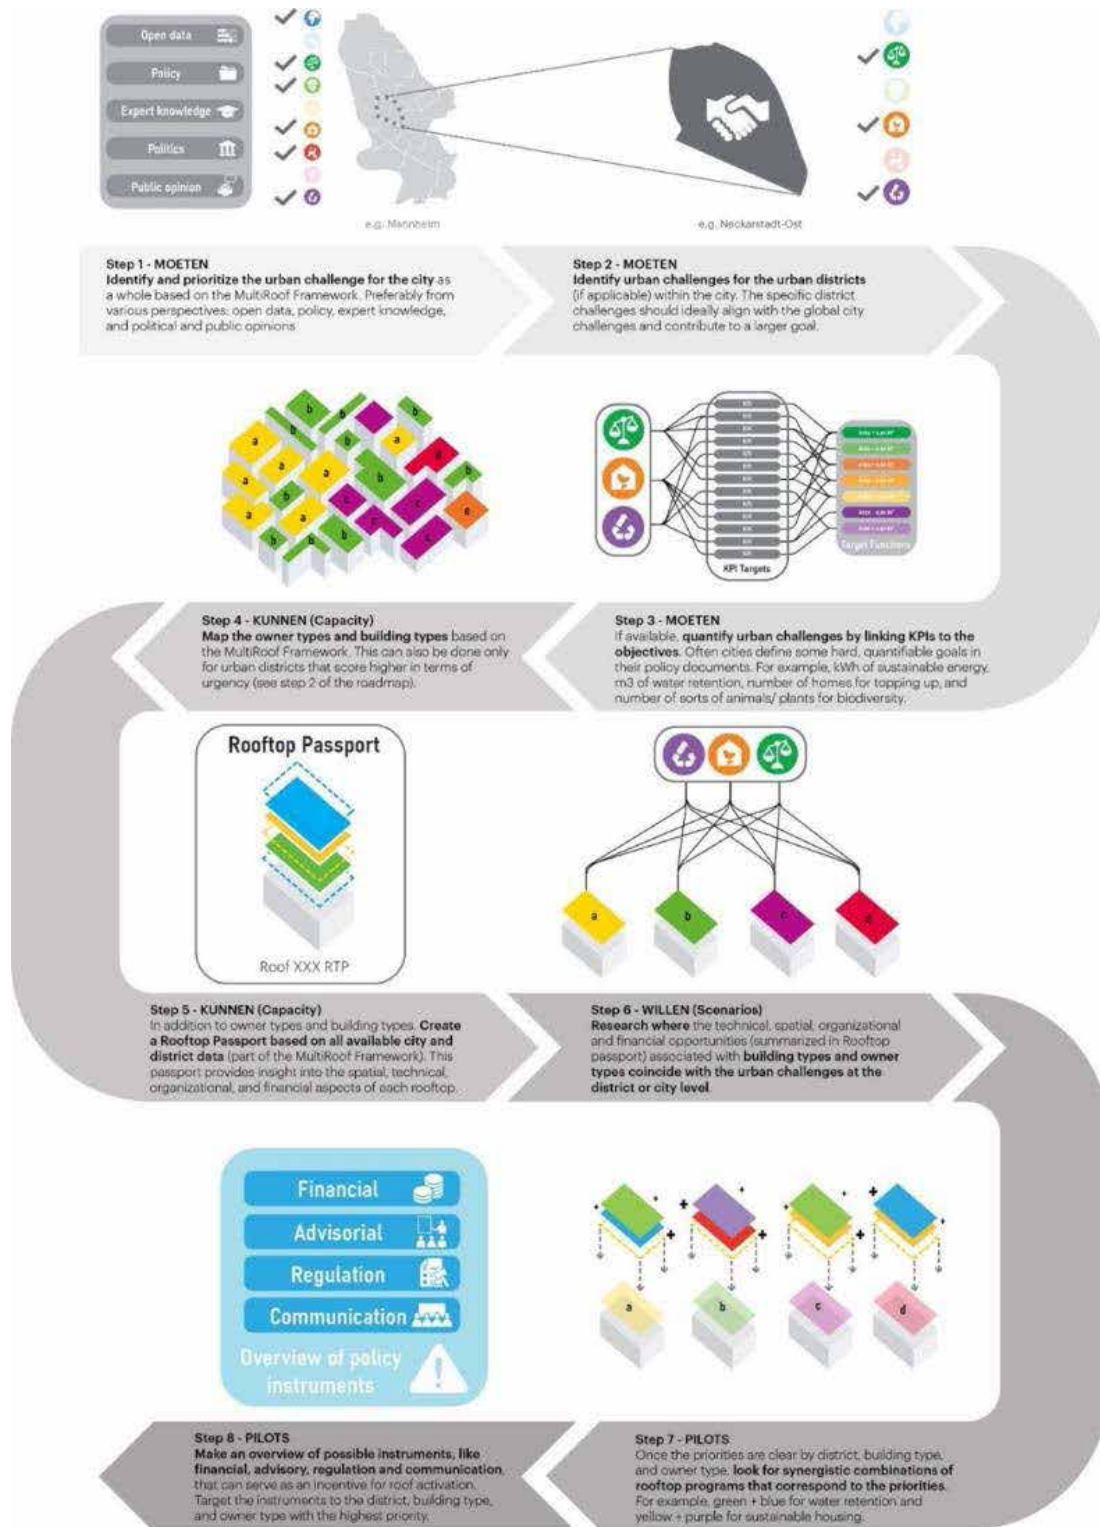 Open data
Policy
Expert knowledge
Politics
Public opinion
e.g. Mannheim
e.g. Neckarstadt-Ost
Step 1 - MOETEN
Identify and prioritize the urban challenge for the city as
a whole based on the MultiRoof Framework. Preferably from
various perspectives: open data, policy, expert knowledge,
and political and public opinions
Step 2 - MOETEN
Identify urban challenges for the urban districts
(if applicable) within the city. The specific district
challenges should ideally align with the global city
challenges and contribute to a larger goal.
b
b
b
b
b
a
a
d
a
a
b
b
a
b
c
c
a
a
c
e
b
b
b
c
KPI Targets
Target Functions
Step 4 - KUNNEN (Capacity)
Map the owner types and building types based on
the MultiRoof Framework. This can also be done only
for urban districts that score higher in terms of
urgency (see step 2 of the roadmap).
Step 3 - MOETEN
If available, quantify urban challenges by linking KPIs to the
objectives. Often cities define some hard, quantifiable goals in
their policy documents. For example, kWh of sustainable energy,
m3 of water retention, number of homes for topping up, and
number of sorts of animals/ plants for biodiversity.
Rooftop Passport
Roof XXX RTP
a
b
c
d
Step 5 - KUNNEN (Capacity)
In addition to owner types and building types. Create
a Rooftop Passport based on all available city and
district data (part of the MultiRoof Framework). This
passport provides insight into the spatial, technical,
organizational, and financial aspects of each rooftop.
Step 6 - WILLEN (Scenarios)
Research where the technical, spatial, organizational
and financial opportunities (summarized in Rooftop
passport) associated with building types and owner
types coincide with the urban challenges at the
district or city level.
Financial
Advisorial
Regulation
Communication
Overview of policy
instruments
a
b
c
d
Step 8 - PILOTS
Make an overview of possible instruments, like
financial, advisory, regulation and communication,
that can serve as an incentive for roof activation.
Target the instruments to the district, building type,
and owner type with the highest priority.
Step 7 - PILOTS
Once the priorities are clear by district, building type,
and owner type, look for synergistic combinations of
rooftop programs that correspond to the priorities.
For example, green + blue for water retention and
yellow + purple for sustainable housing.